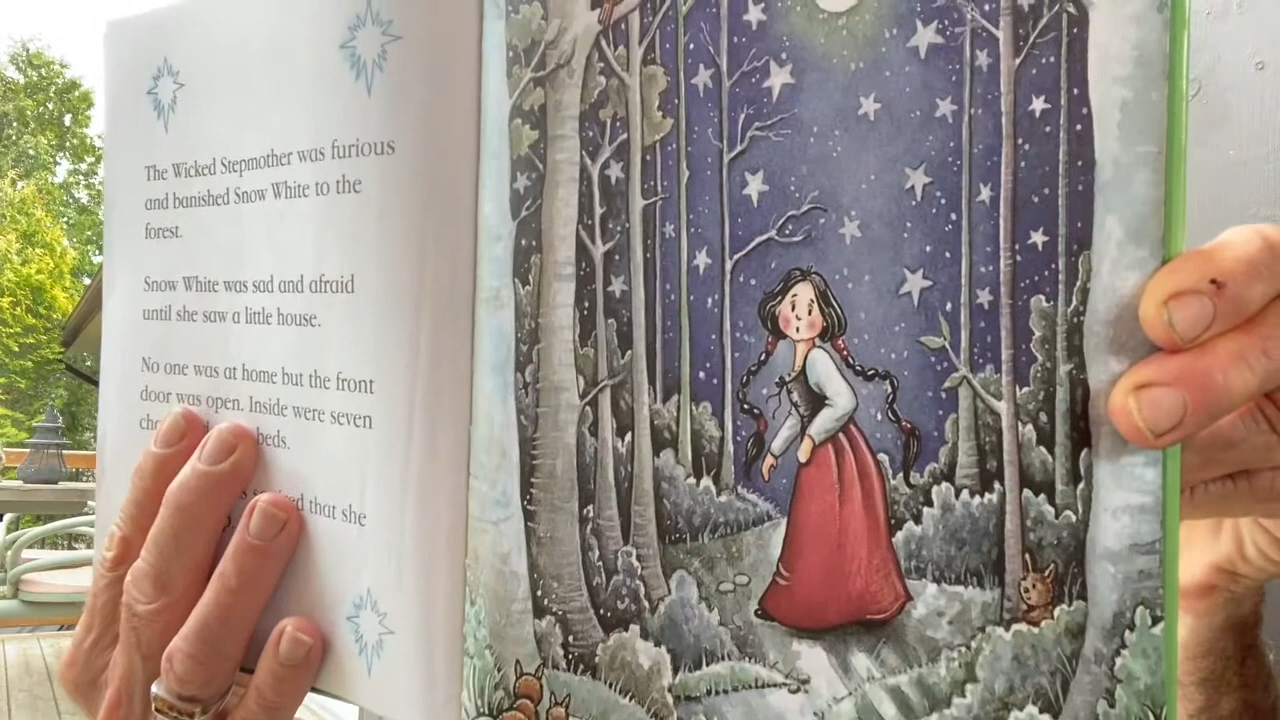 The Wicked Stepmother was furious
and banished Snow White to the
forest.
Snow White was sad and afraid
until she saw a little house.
No one was at home but the front
door was open. Inside were seven
beds.
that she